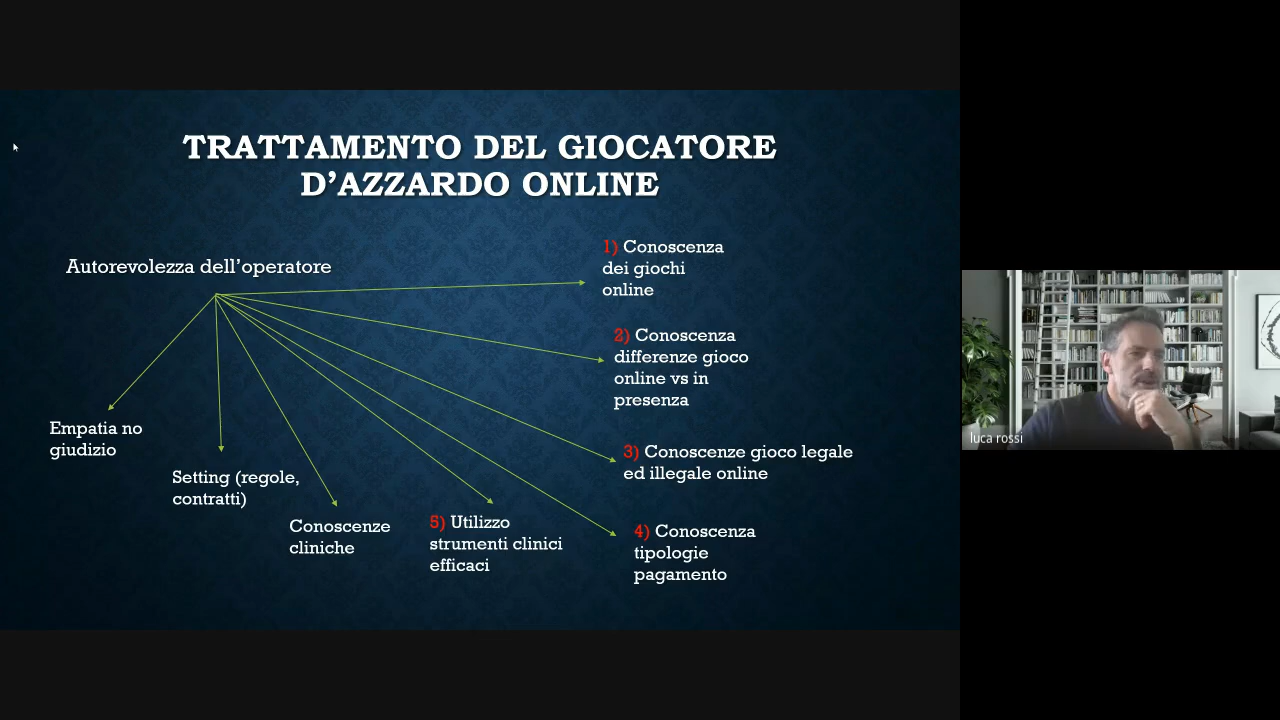 TRATTAMENTO DEL GIOCATORE
D’AZZARDO ONLINE
Autorevolezza dell’operatore
1) Conoscenza
dei giochi
online
2) Conoscenza
differenze gioco
online vs in
presenza
3) Conoscenze gioco legale
ed illegale online
4) Conoscenza
tipologie
pagamento
5) Utilizzo
strumenti clinici
efficaci
Conoscenze
cliniche
Setting (regole,
contratti)
Empatia no
giudizio
luca rossi